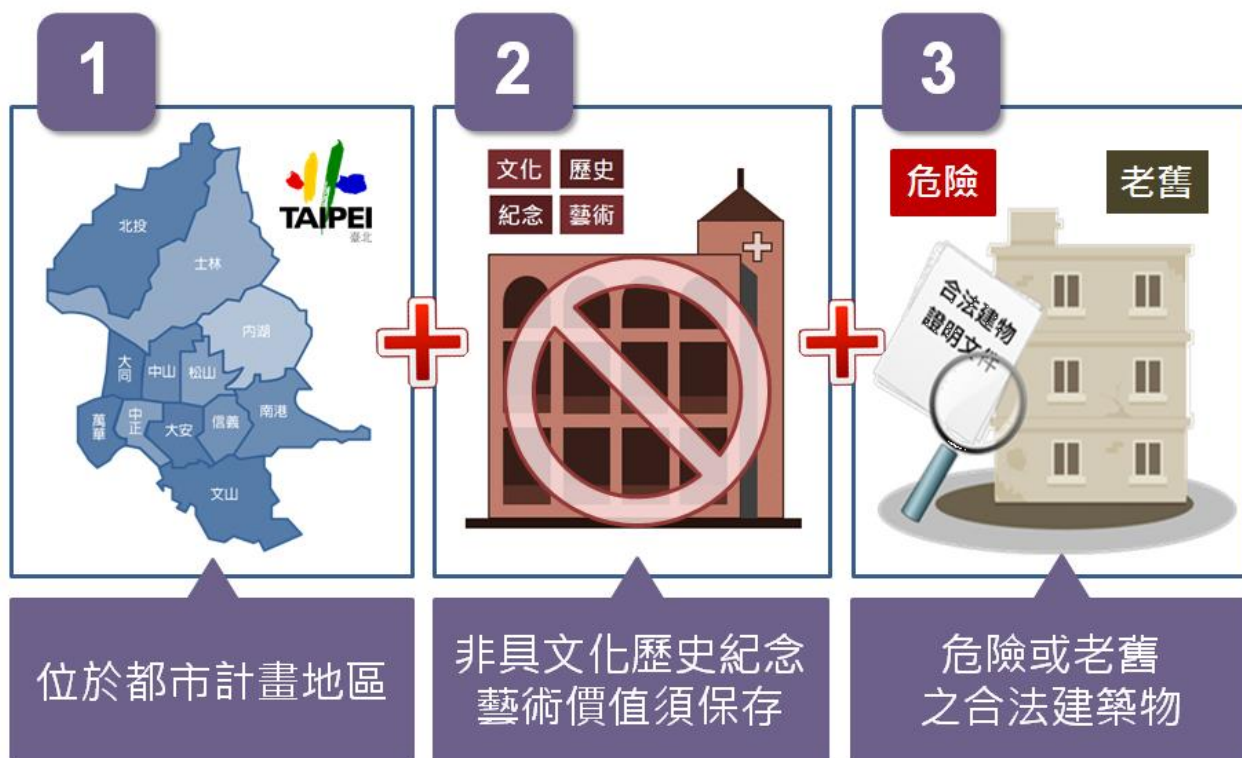 1
2
3
TAIPEI
臺北
北投
士林
內湖
大同
中山
松山
萬華
中正
大安
信義
南港
文山
文化
歷史
紀念
藝術
危險
老舊
合法建物
證明文件
位於都市計畫地區
非具文化歷史紀念
藝術價值須保存
危險或老舊
之合法建築物